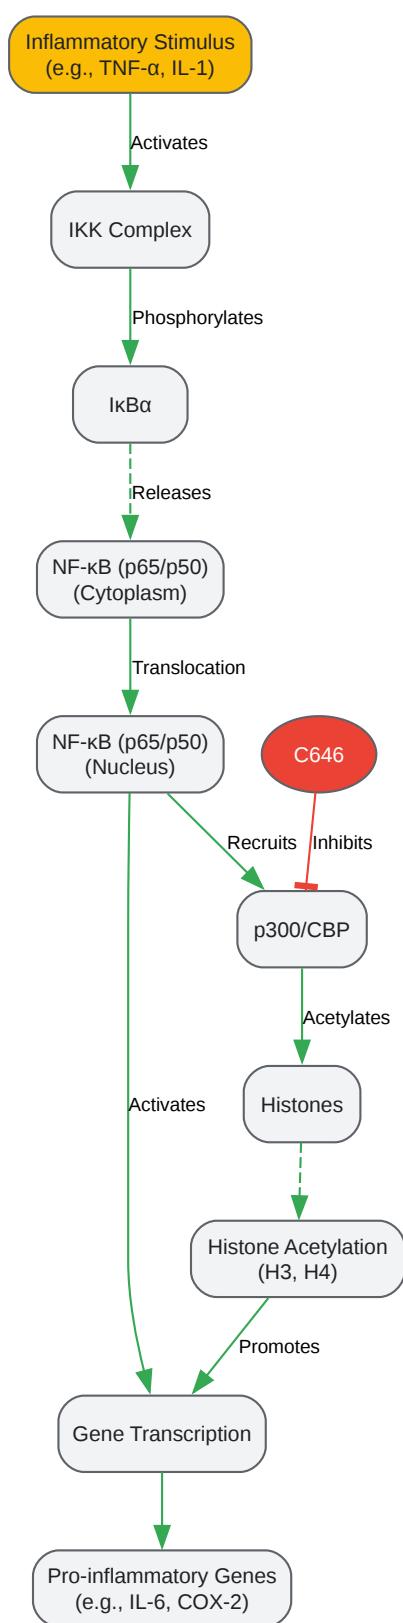 Inflammatory Stimulus
(e.g., TNF-α, IL-1)
Activates
IKK Complex
Phosphorylates
IκBα
Releases
NF-κB (p65/p50)
(Cytoplasm)
Translocation
NF-κB (p65/p50)
(Nucleus)
C646
Recruits
Inhibits
p300/CBP
Acetylates
Activates
Histones
Histone Acetylation
(H3, H4)
Promotes
Gene Transcription
Pro-inflammatory Genes
(e.g., IL-6, COX-2)